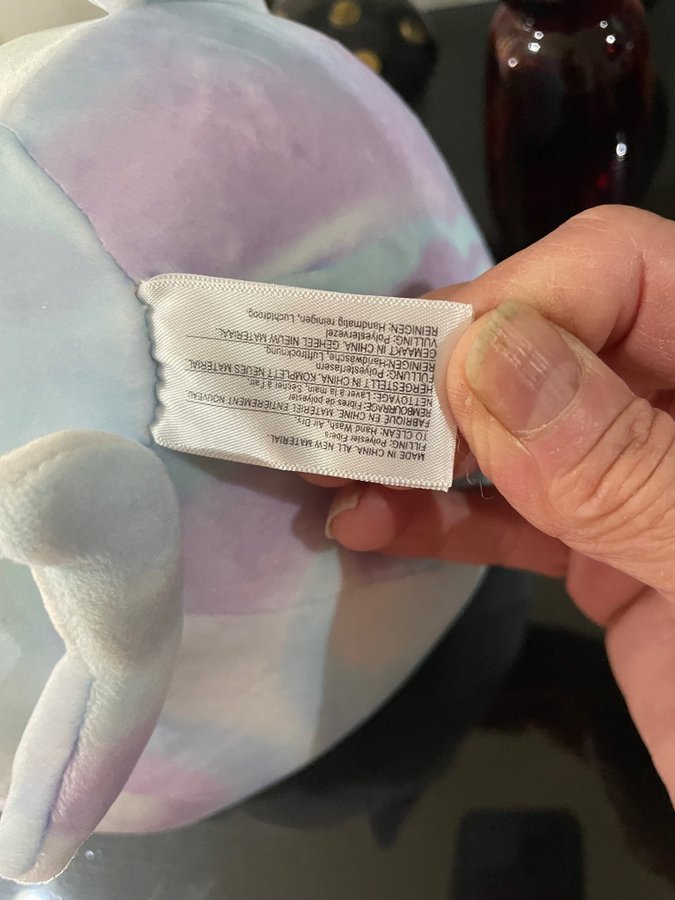 MADE IN CHINA. ALL NEW MATERIAL
FILLING: Polyester Fibers
TO CLEAN: Hand Wash, Air Dry
FABRIQUE EN CHINE. MATÉRIEL ENTIÈREMENT NOUVEAU
REMBOURRAGE: Fibres de polyester
NETTOYAGE: Laver à la main, Sécher à l'air.
HERGESTELLT IN CHINA. KOMPLETT NEUES MATERIAL
FÜLLUNG: Polyesterfasern
REINIGEN-Handwäsche, Lufttrocknung.
GEMAAKT IN CHINA. GEHEEL NIEUW MATERIAAL
VULLING: Polyestervezel
REINIGEN: Handmatig reinigen, Luchtdroog